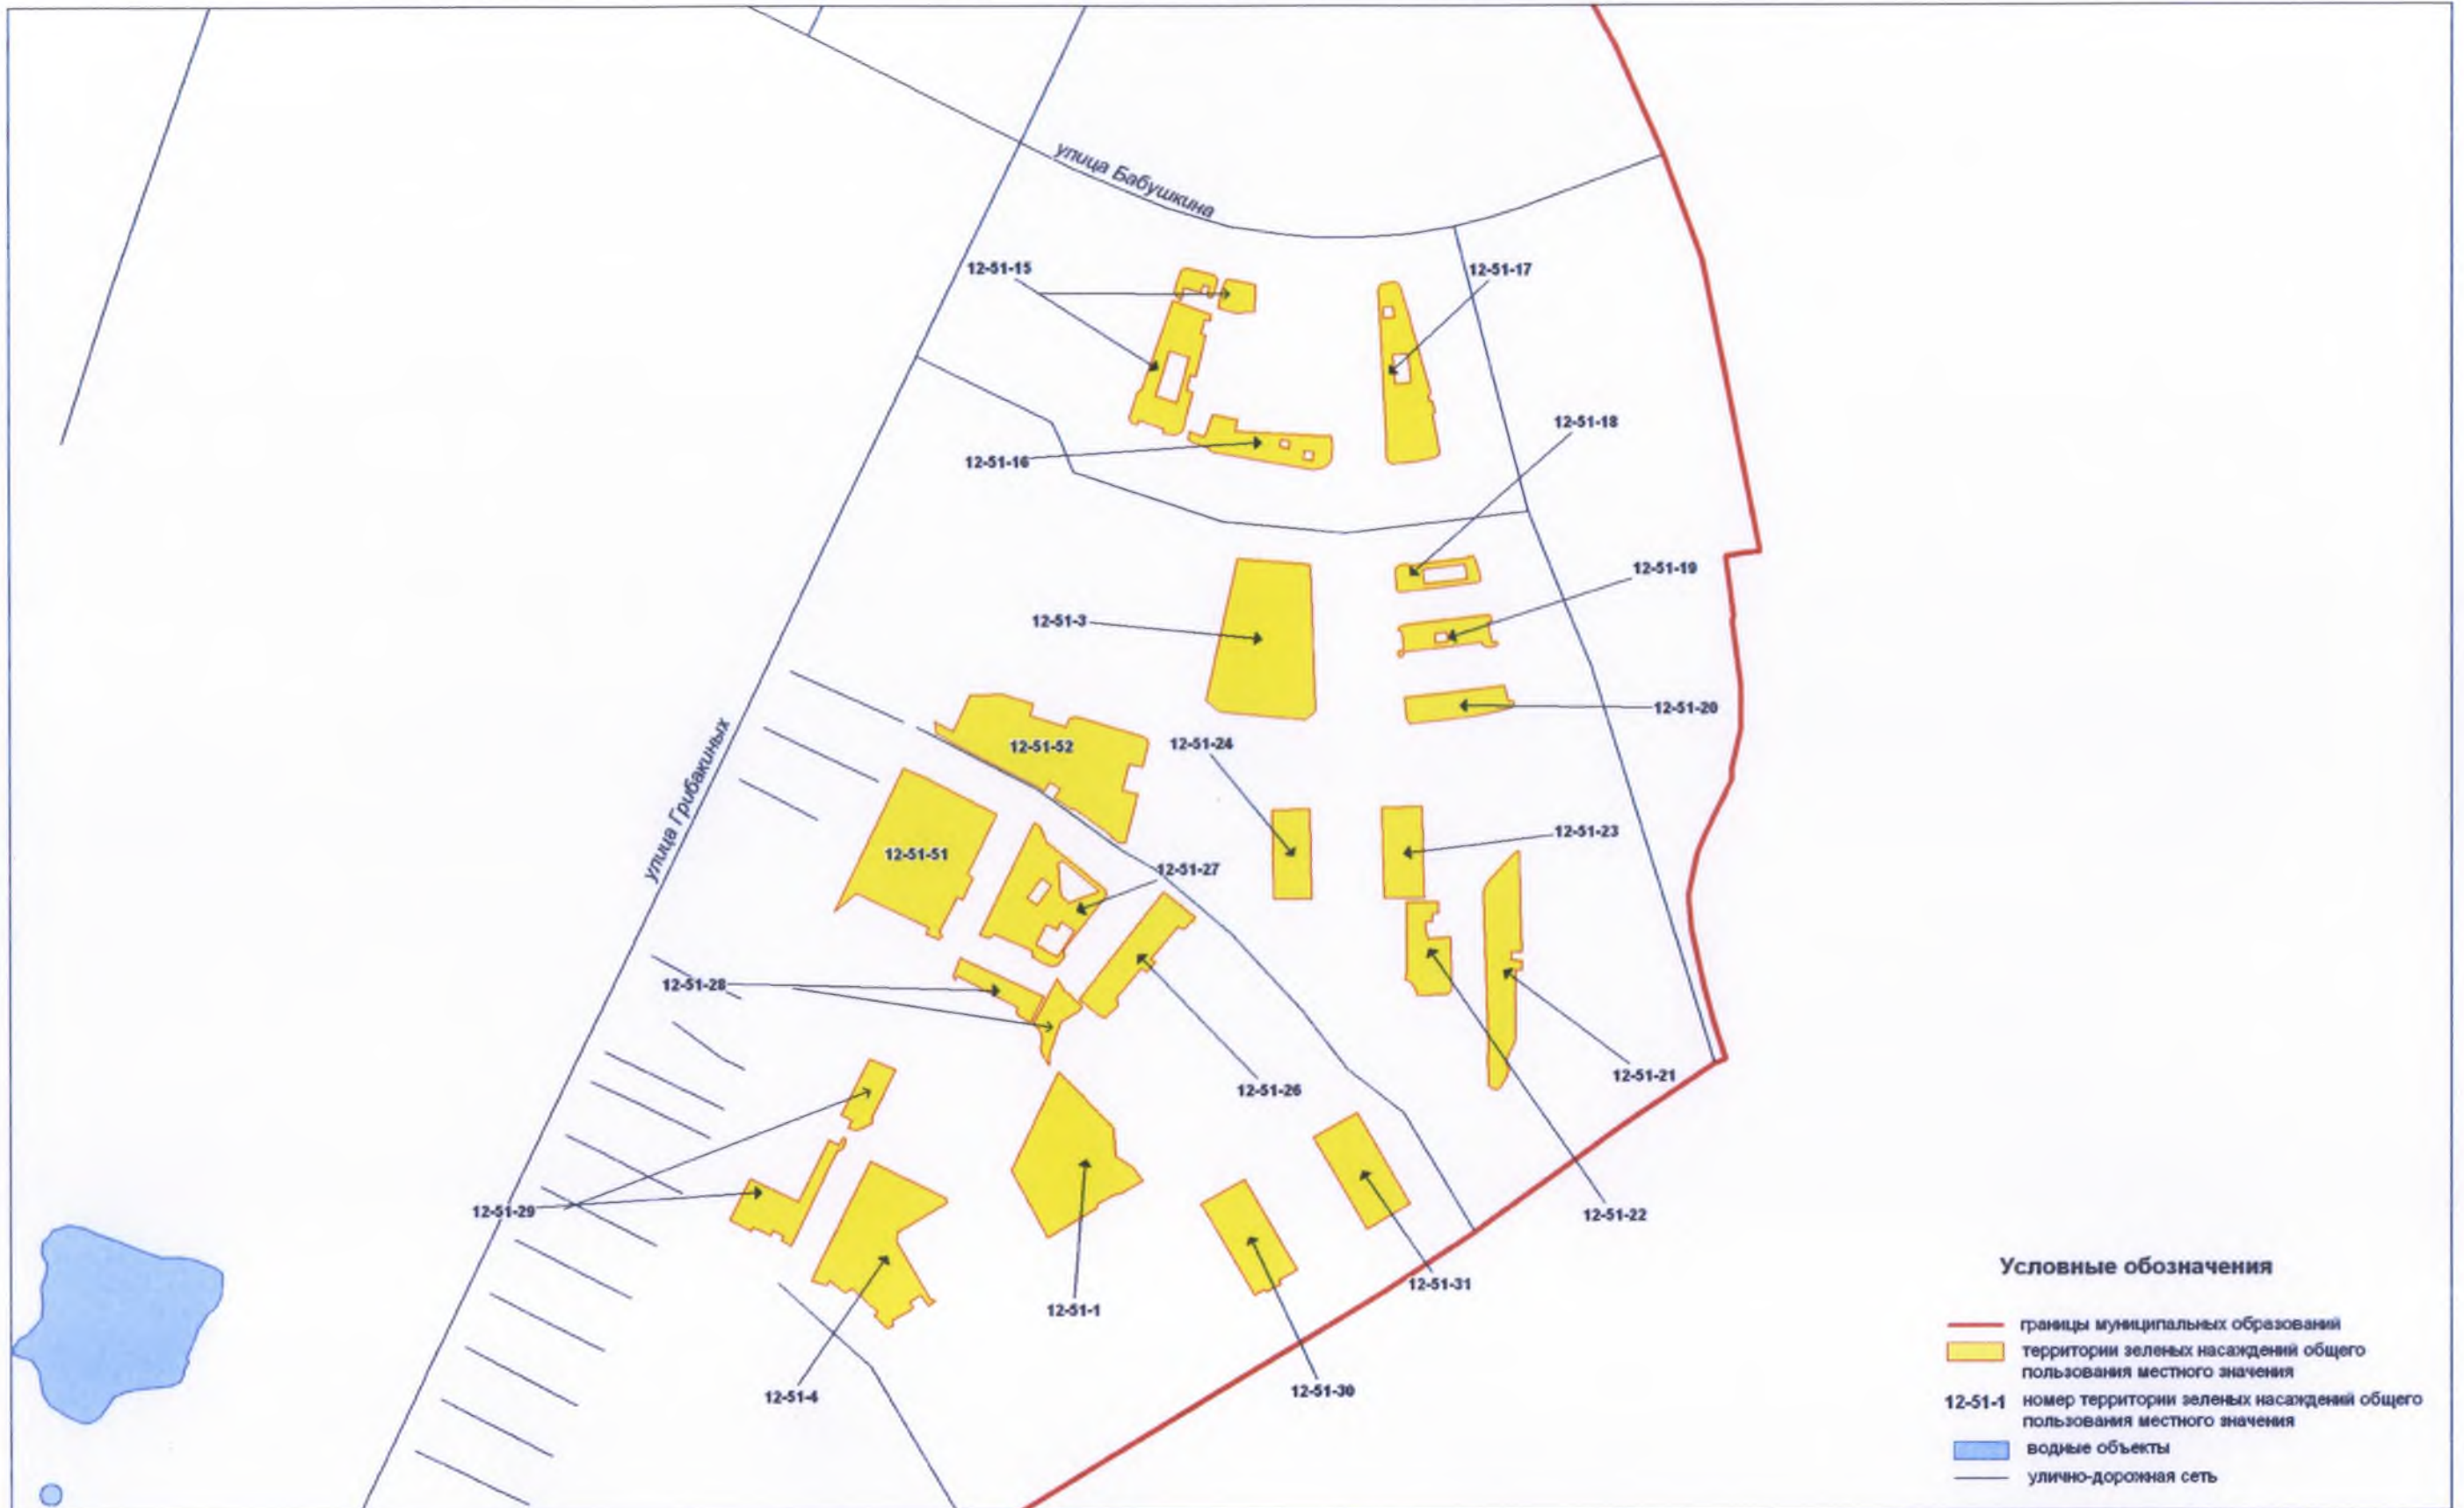 улица Бабушкина
12-51-15
12-51-17
12-51-18
12-51-16
12-51-19
12-51-3
12-51-20
12-51-24
12-51-52
улица Грибакиных
12-51-23
12-51-51
12-51-27
12-51-28
12-51-21
12-51-26
12-51-29
12-51-22
12-51-31
12-51-1
12-51-30
12-51-4
Условные обозначения
границы муниципальных образований
территории зеленых насаждений общего
пользования местного значения
12-51-1 номер территории зеленых насаждений общего
пользования местного значения
водные объекты
улично-дорожная сеть